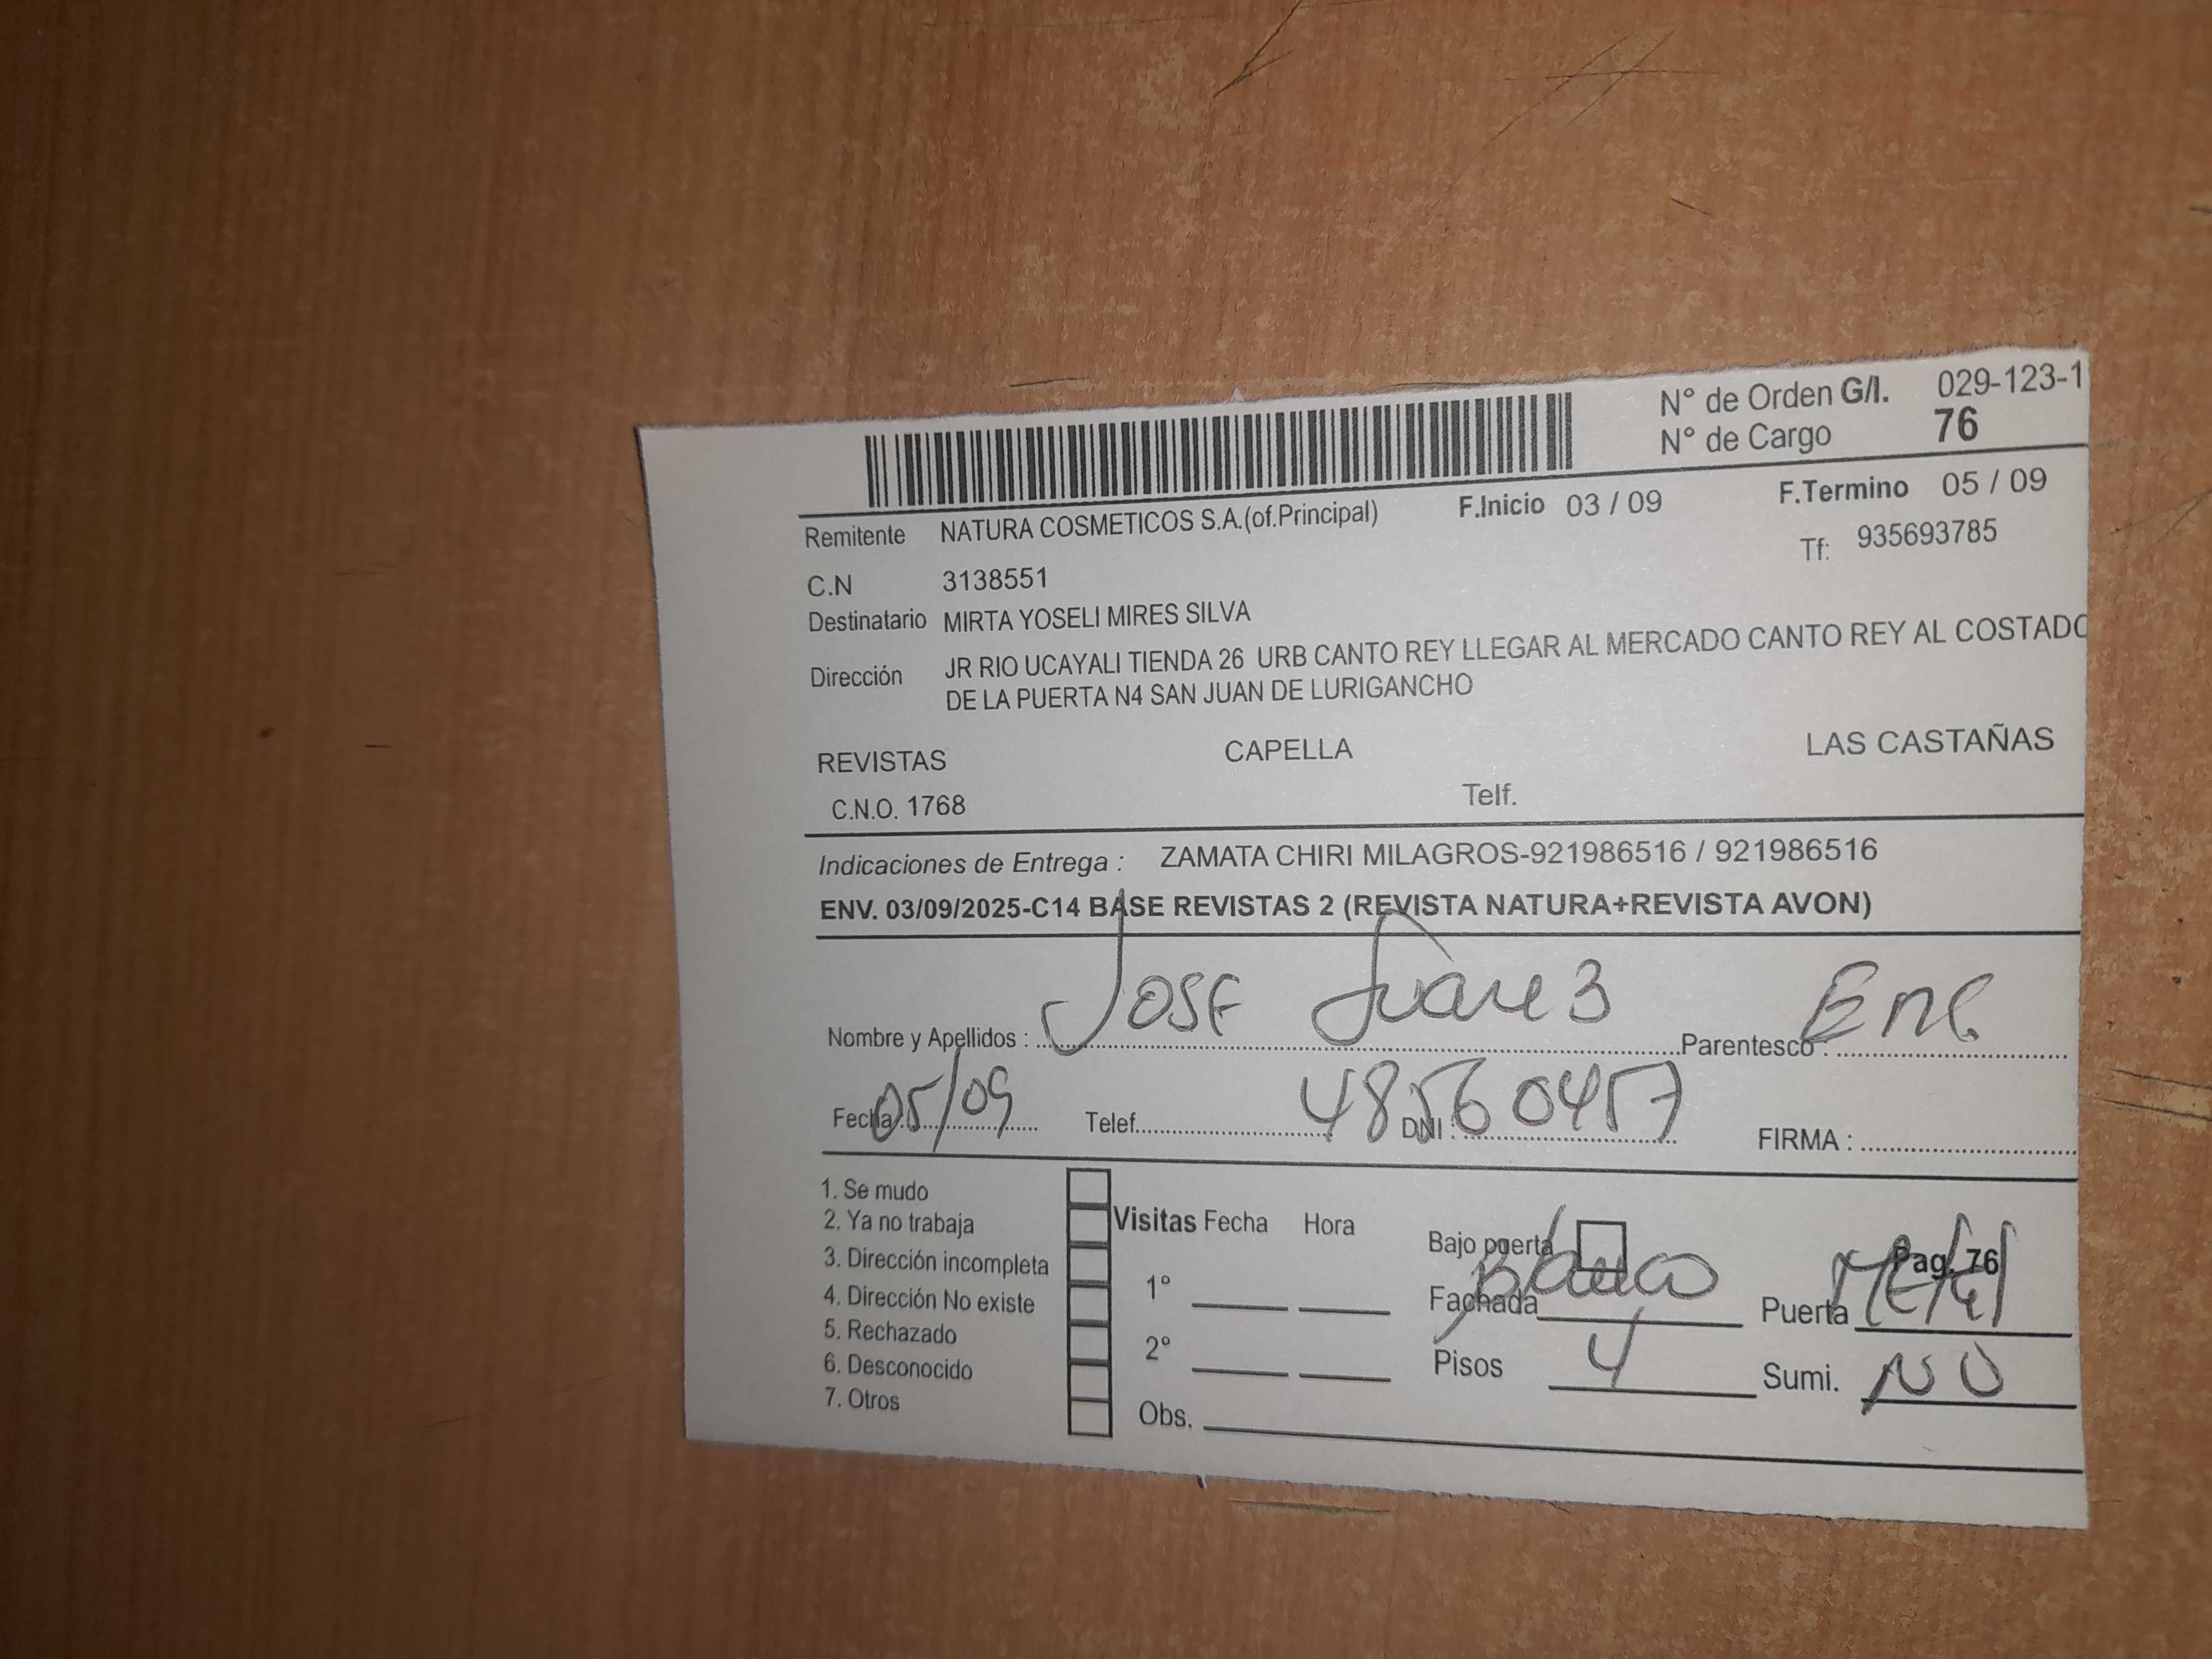 N° de Orden G/I. 029-123-1
N° de Cargo 76
Remitente NATURA COSMETICOS S.A.(of.Principal) F.Inicio 03 / 09 F.Termino 05 / 09
C.N 3138551 Tf: 935693785
Destinatario MIRTA YOSELI MIRES SILVA
Dirección JR RIO UCAYALI TIENDA 26 URB CANTO REY LLEGAR AL MERCADO CANTO REY AL COSTADO
DE LA PUERTA N4 SAN JUAN DE LURIGANCHO
REVISTAS CAPELLA LAS CASTAÑAS
C.N.O. 1768 Telf.
Indicaciones de Entrega : ZAMATA CHIRI MILAGROS-921986516 / 921986516
ENV. 03/09/2025-C14 BASE REVISTAS 2 (REVISTA NATURA+REVISTA AVON)
Nombre y Apellidos : JOSE Juarez Parentesco : Enc
Fecha 05/09 Telef. DNI : 48560457 FIRMA :
1. Se mudo
2. Ya no trabaja Visitas Fecha Hora Bajo puerta Pag. 76
3. Dirección incompleta
4. Dirección No existe 1° Fachada Blanco Puerta Metal
5. Rechazado
6. Desconocido 2° Pisos 4 Sumi. NO
7. Otros Obs.